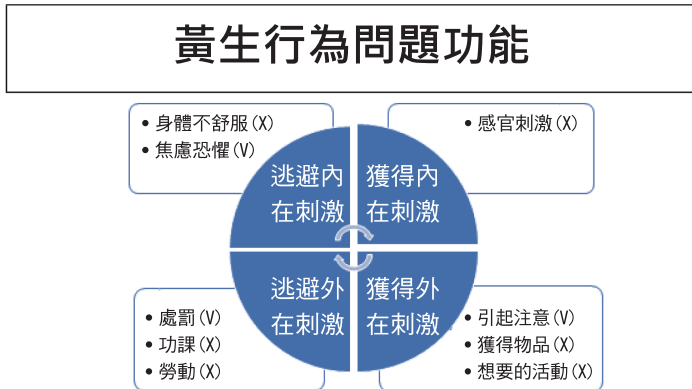 黃生行為問題功能
• 身體不舒服(X)
• 焦慮恐懼(V)
• 感官刺激(X)
逃避內
在刺激
獲得內
在刺激
逃避外
在刺激
獲得外
在刺激
• 處罰(V)
• 功課(X)
• 勞動(X)
• 引起注意(V)
• 獲得物品(X)
• 想要的活動(X)